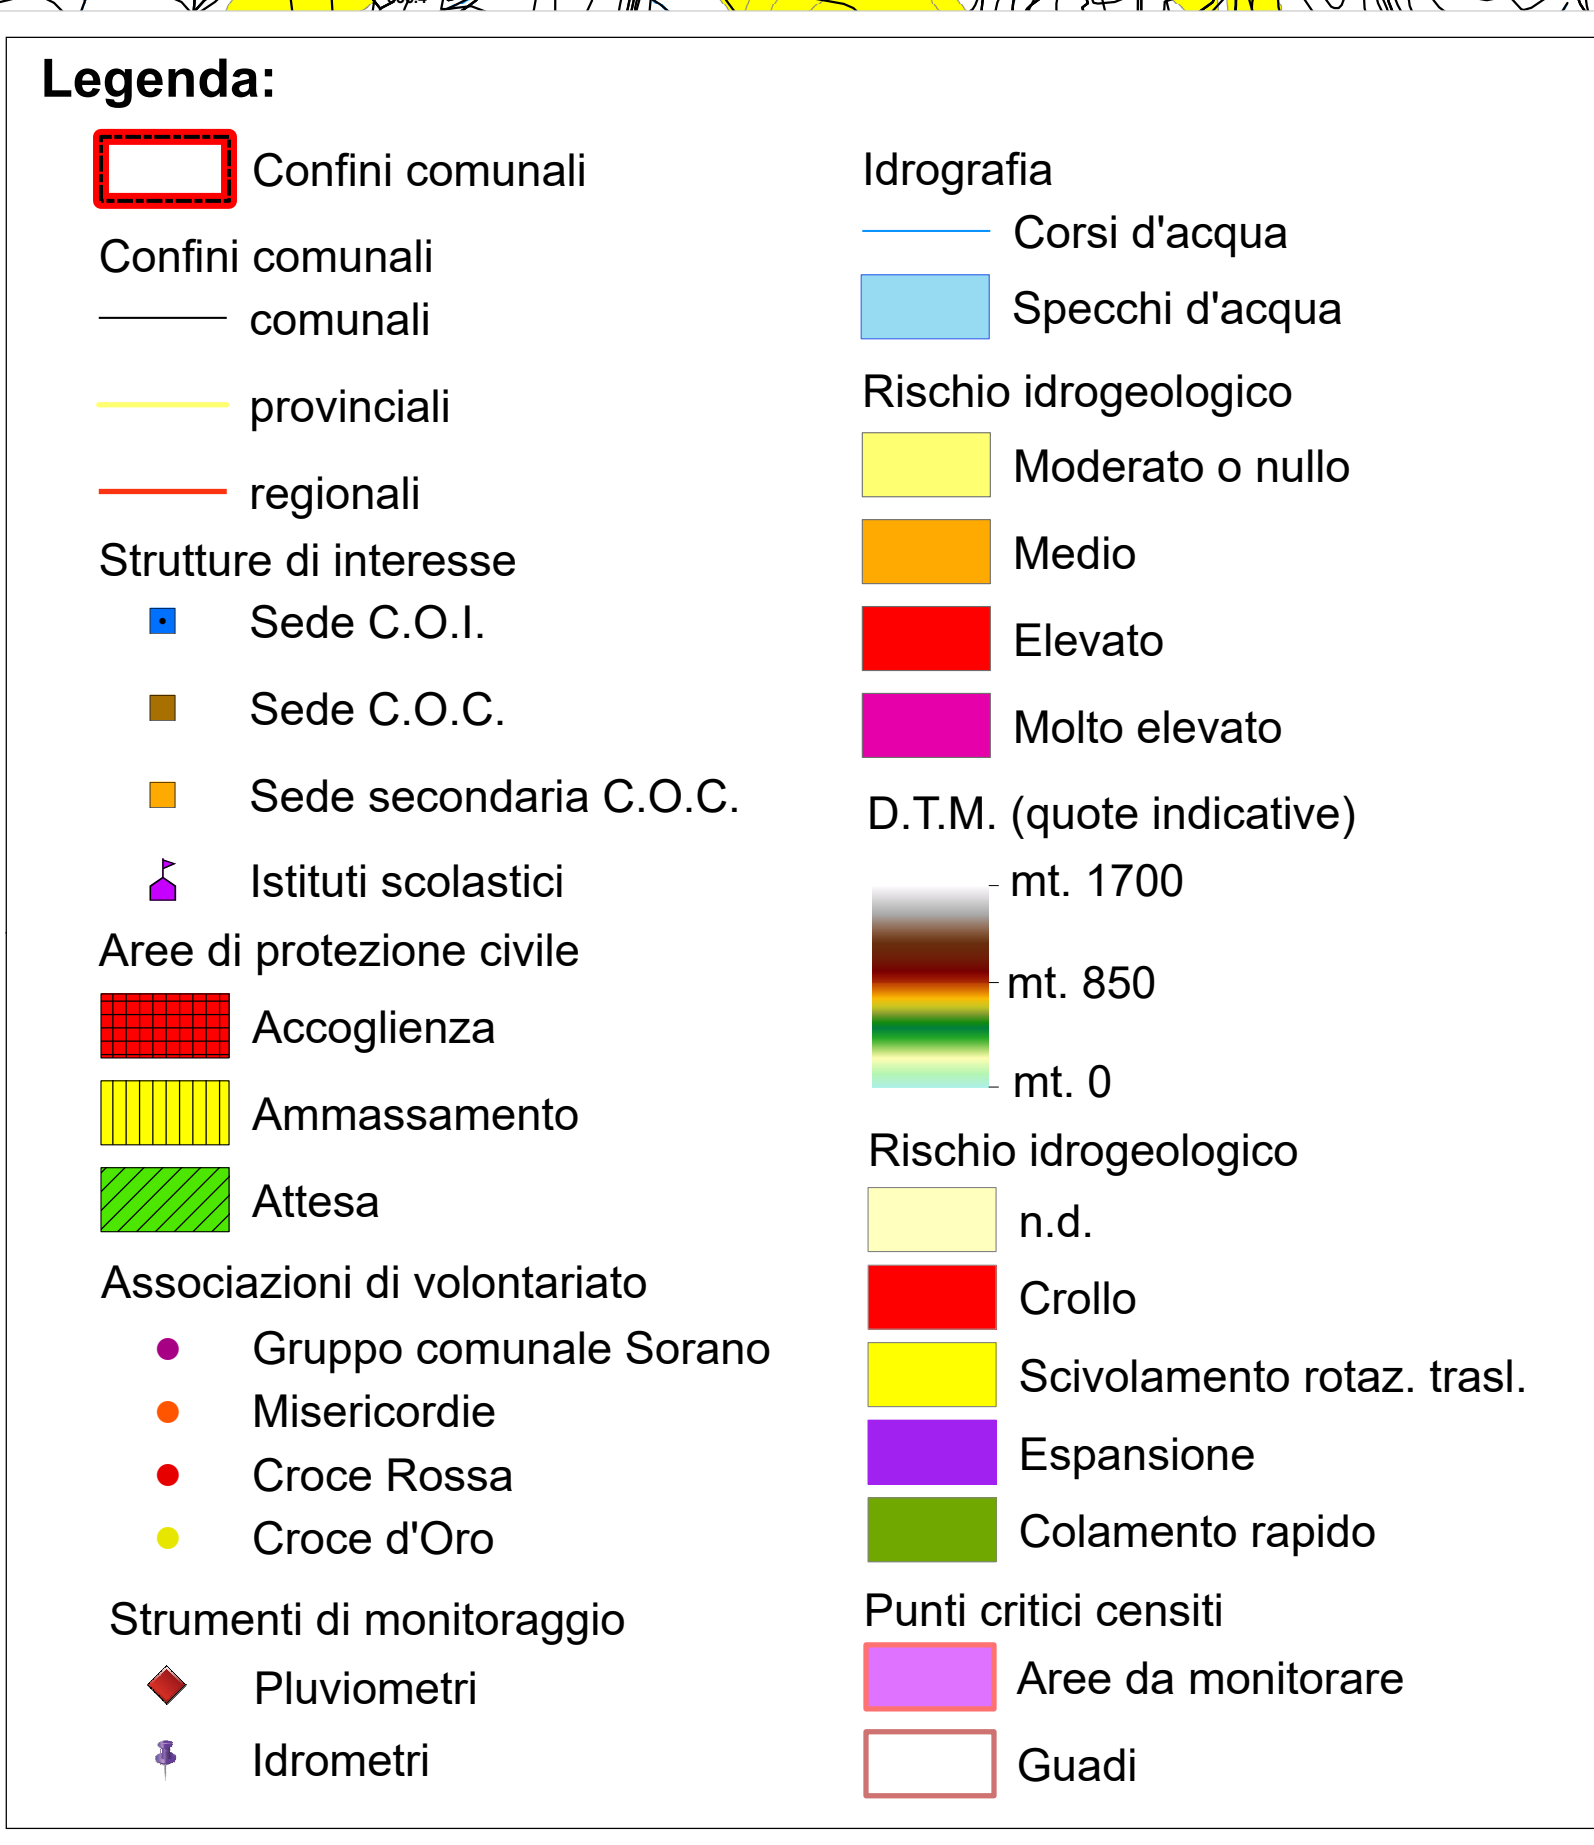 Legenda:
Confini comunali
Confini comunali
comunali
provinciali
regionali
Strutture di interesse
Sede C.O.I.
Sede C.O.C.
Sede secondaria C.O.C.
Istituti scolastici
Aree di protezione civile
Accoglienza
Ammassamento
Attesa
Associazioni di volontariato
Gruppo comunale Sorano
Misericordie
Croce Rossa
Croce d'Oro
Strumenti di monitoraggio
Pluviometri
Idrometri
Idrografia
Corsi d'acqua
Specchi d'acqua
Rischio idrogeologico
Moderato o nullo
Medio
Elevato
Molto elevato
D.T.M. (quote indicative)
mt. 1700
mt. 850
mt. 0
Rischio idrogeologico
n.d.
Crollo
Scivolamento rotaz. trasl.
Espansione
Colamento rapido
Punti critici censiti
Aree da monitorare
Guadi